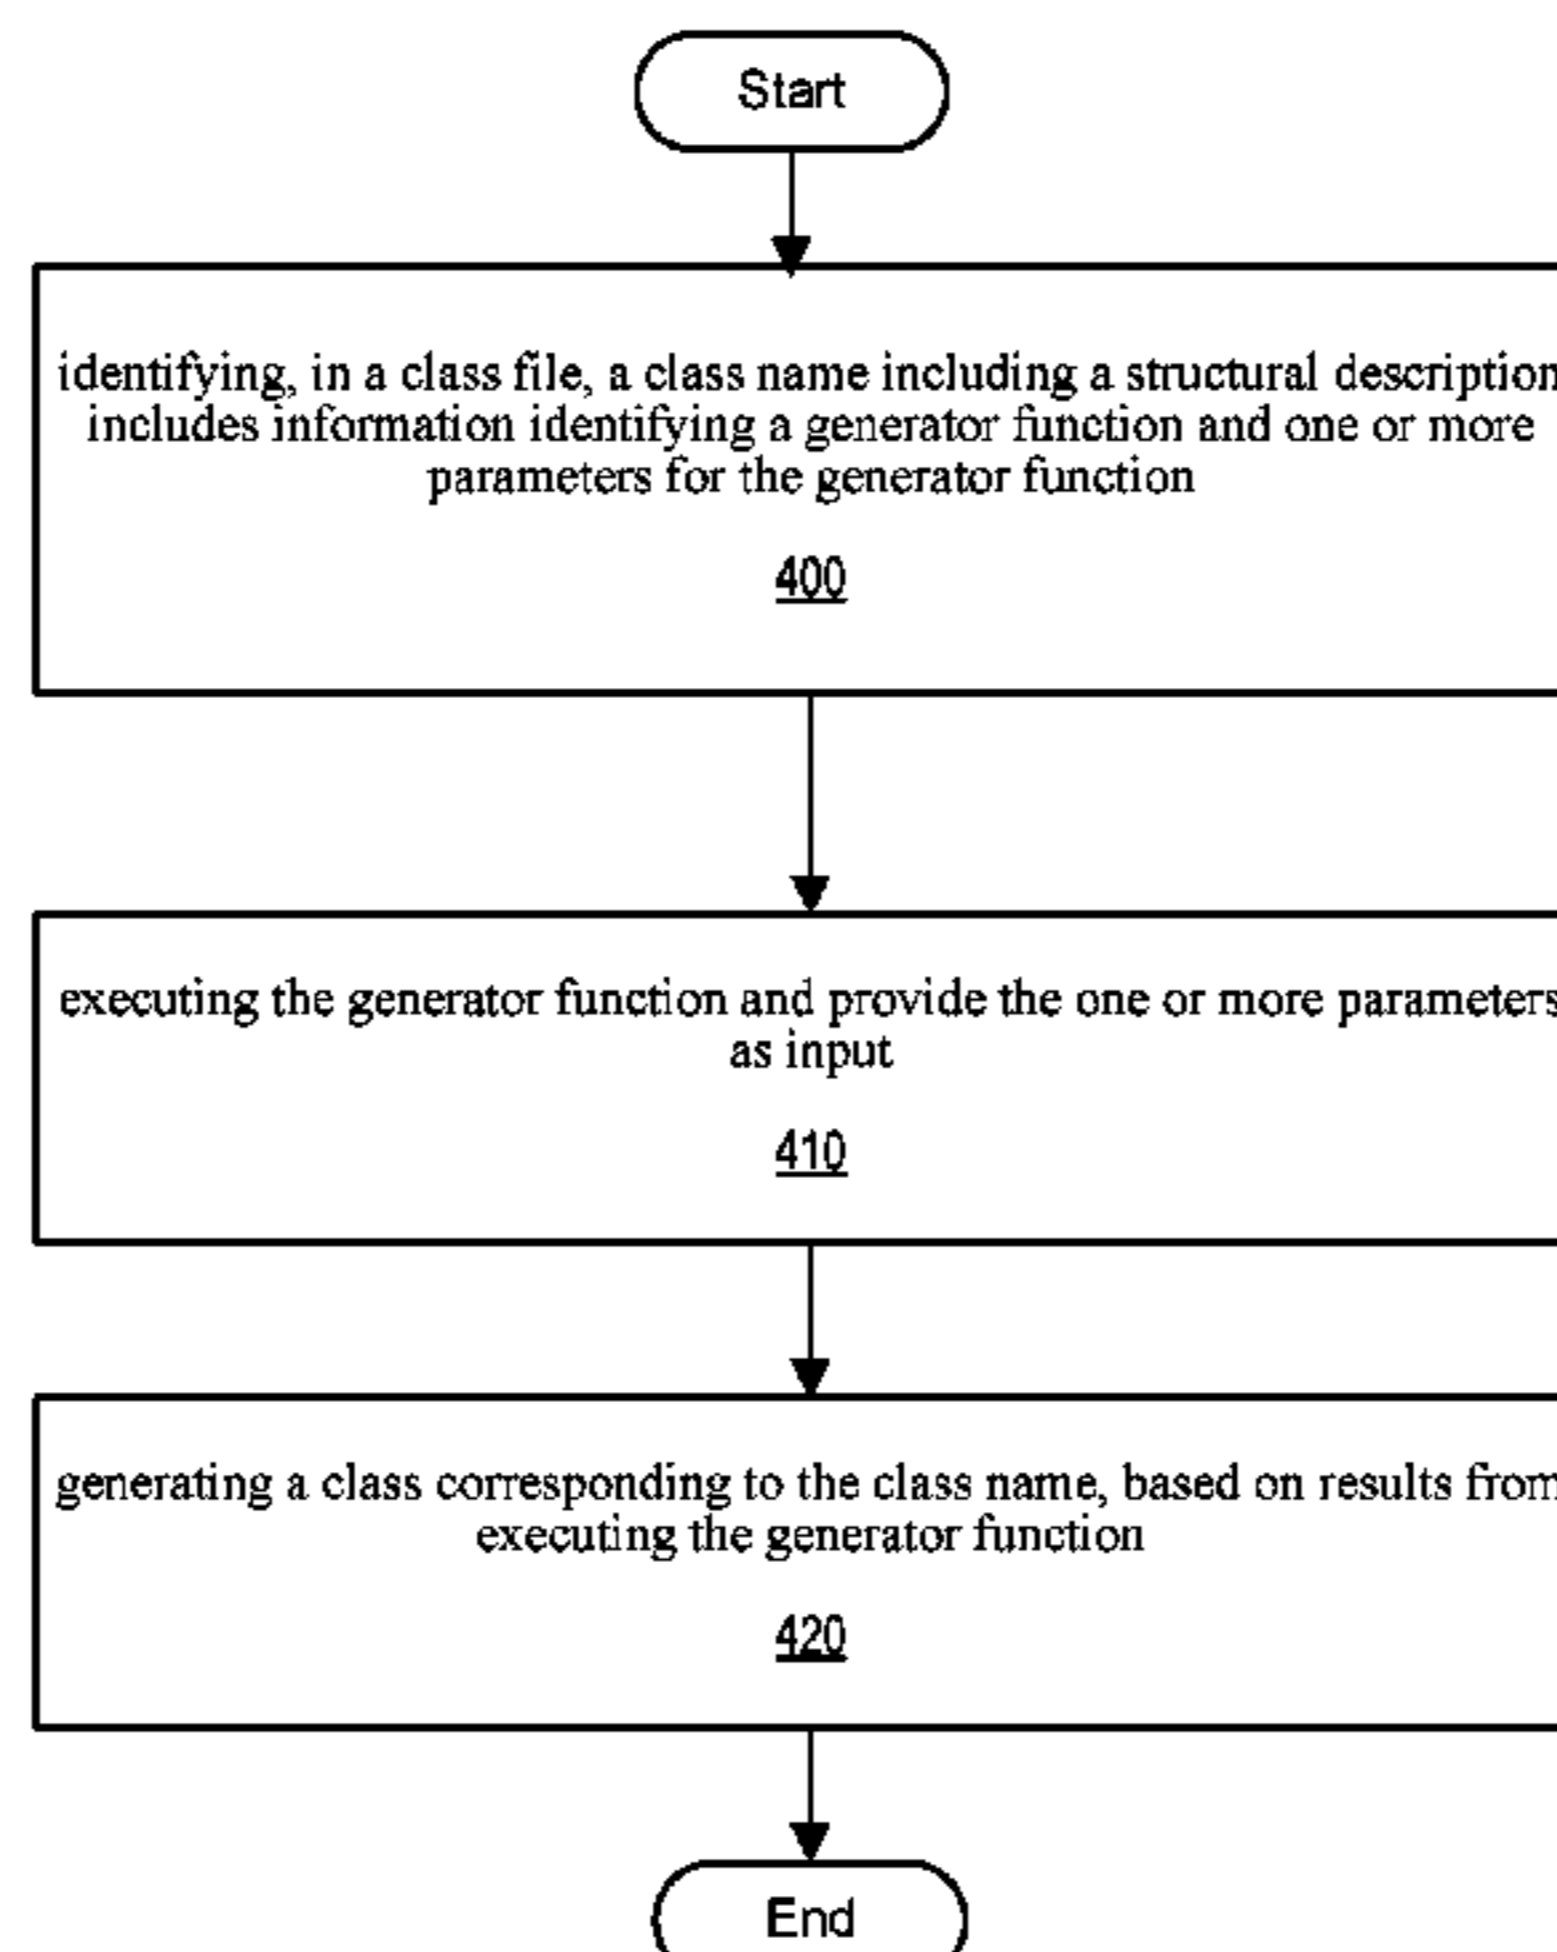 Start
identifying, in a class file, a class name including a structural description
includes information identifying a generator function and one or more
parameters for the generator function
400
executing the generator function and provide the one or more parameters
as input
410
generating a class corresponding to the class name, based on results from
executing the generator function
420
End